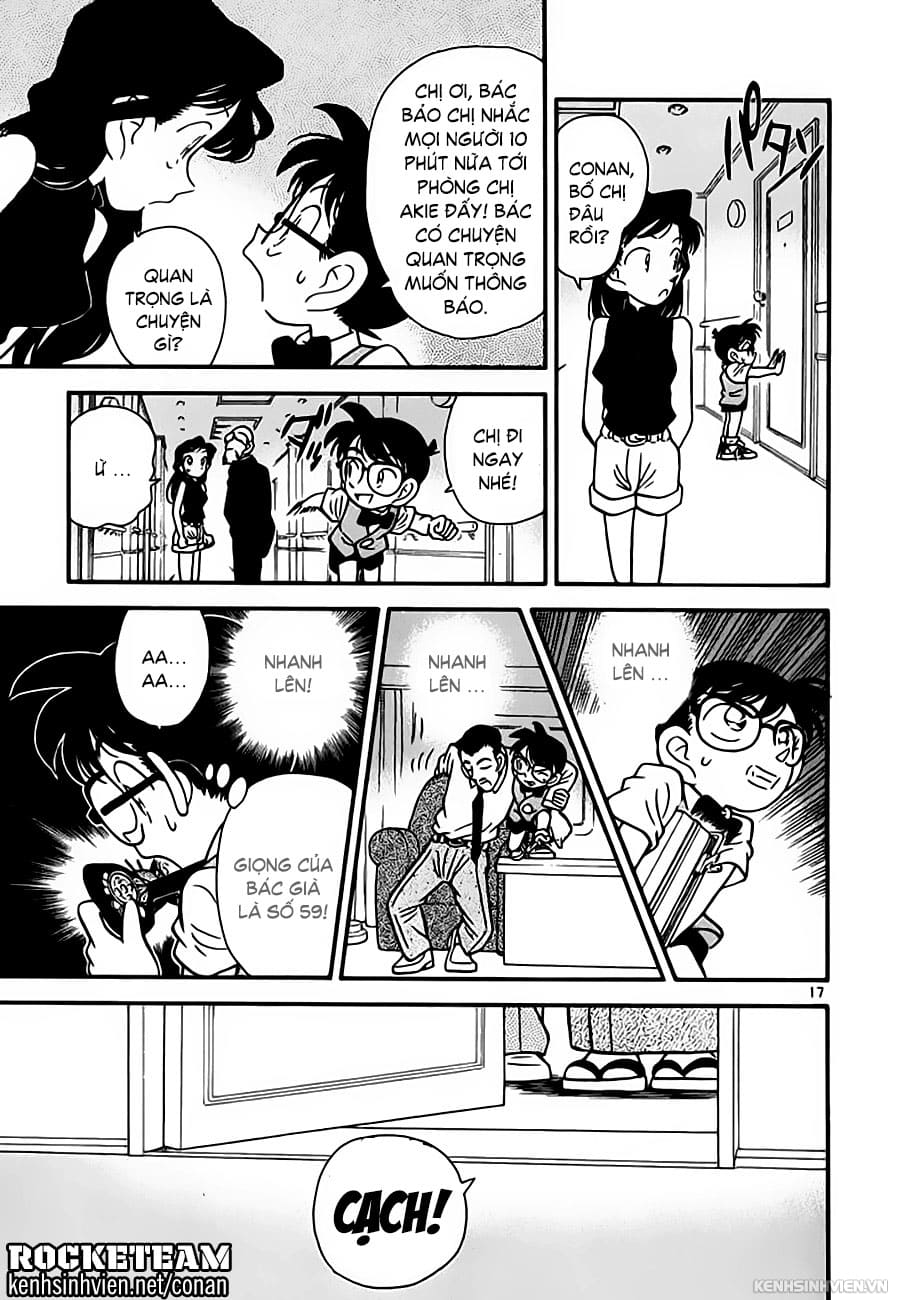 パタン
CONAN,
BỐ CHỊ
ĐÂU
RỒI?
CHỊ ƠI, BÁC
BẢO CHỊ NHẮC
MỌI NGƯỜI 10
PHÚT NỮA TỚI
PHÒNG CHỊ
AKIE ĐẤY! BÁC
CÓ CHUYỆN
QUAN TRỌNG
MUỐN THÔNG
BÁO.
QUAN
TRỌNG LÀ
CHUYỆN
GÌ?
CHỊ ĐI
NGAY
NHÉ!
Ừ ...
NHANH
LÊN ...
NHANH
LÊN ...
NHANH
LÊN!
AA...
AA...
GIỌNG CỦA
BÁC GIÀ
LÀ SỐ 59!
17
CẠCH!
ROCKETEAM
kenhsinhvien.net/conan
KENHSINHVIEN.VN